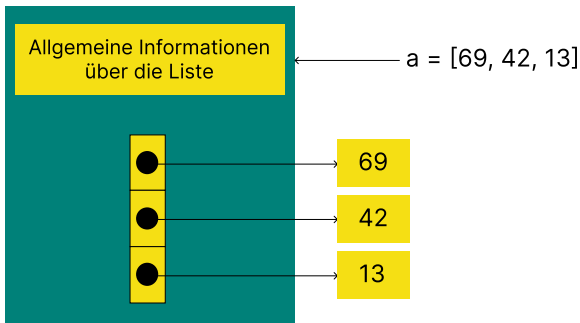 Allgemeine Informationen
über die Liste
a = [69, 42, 13]
69
42
13